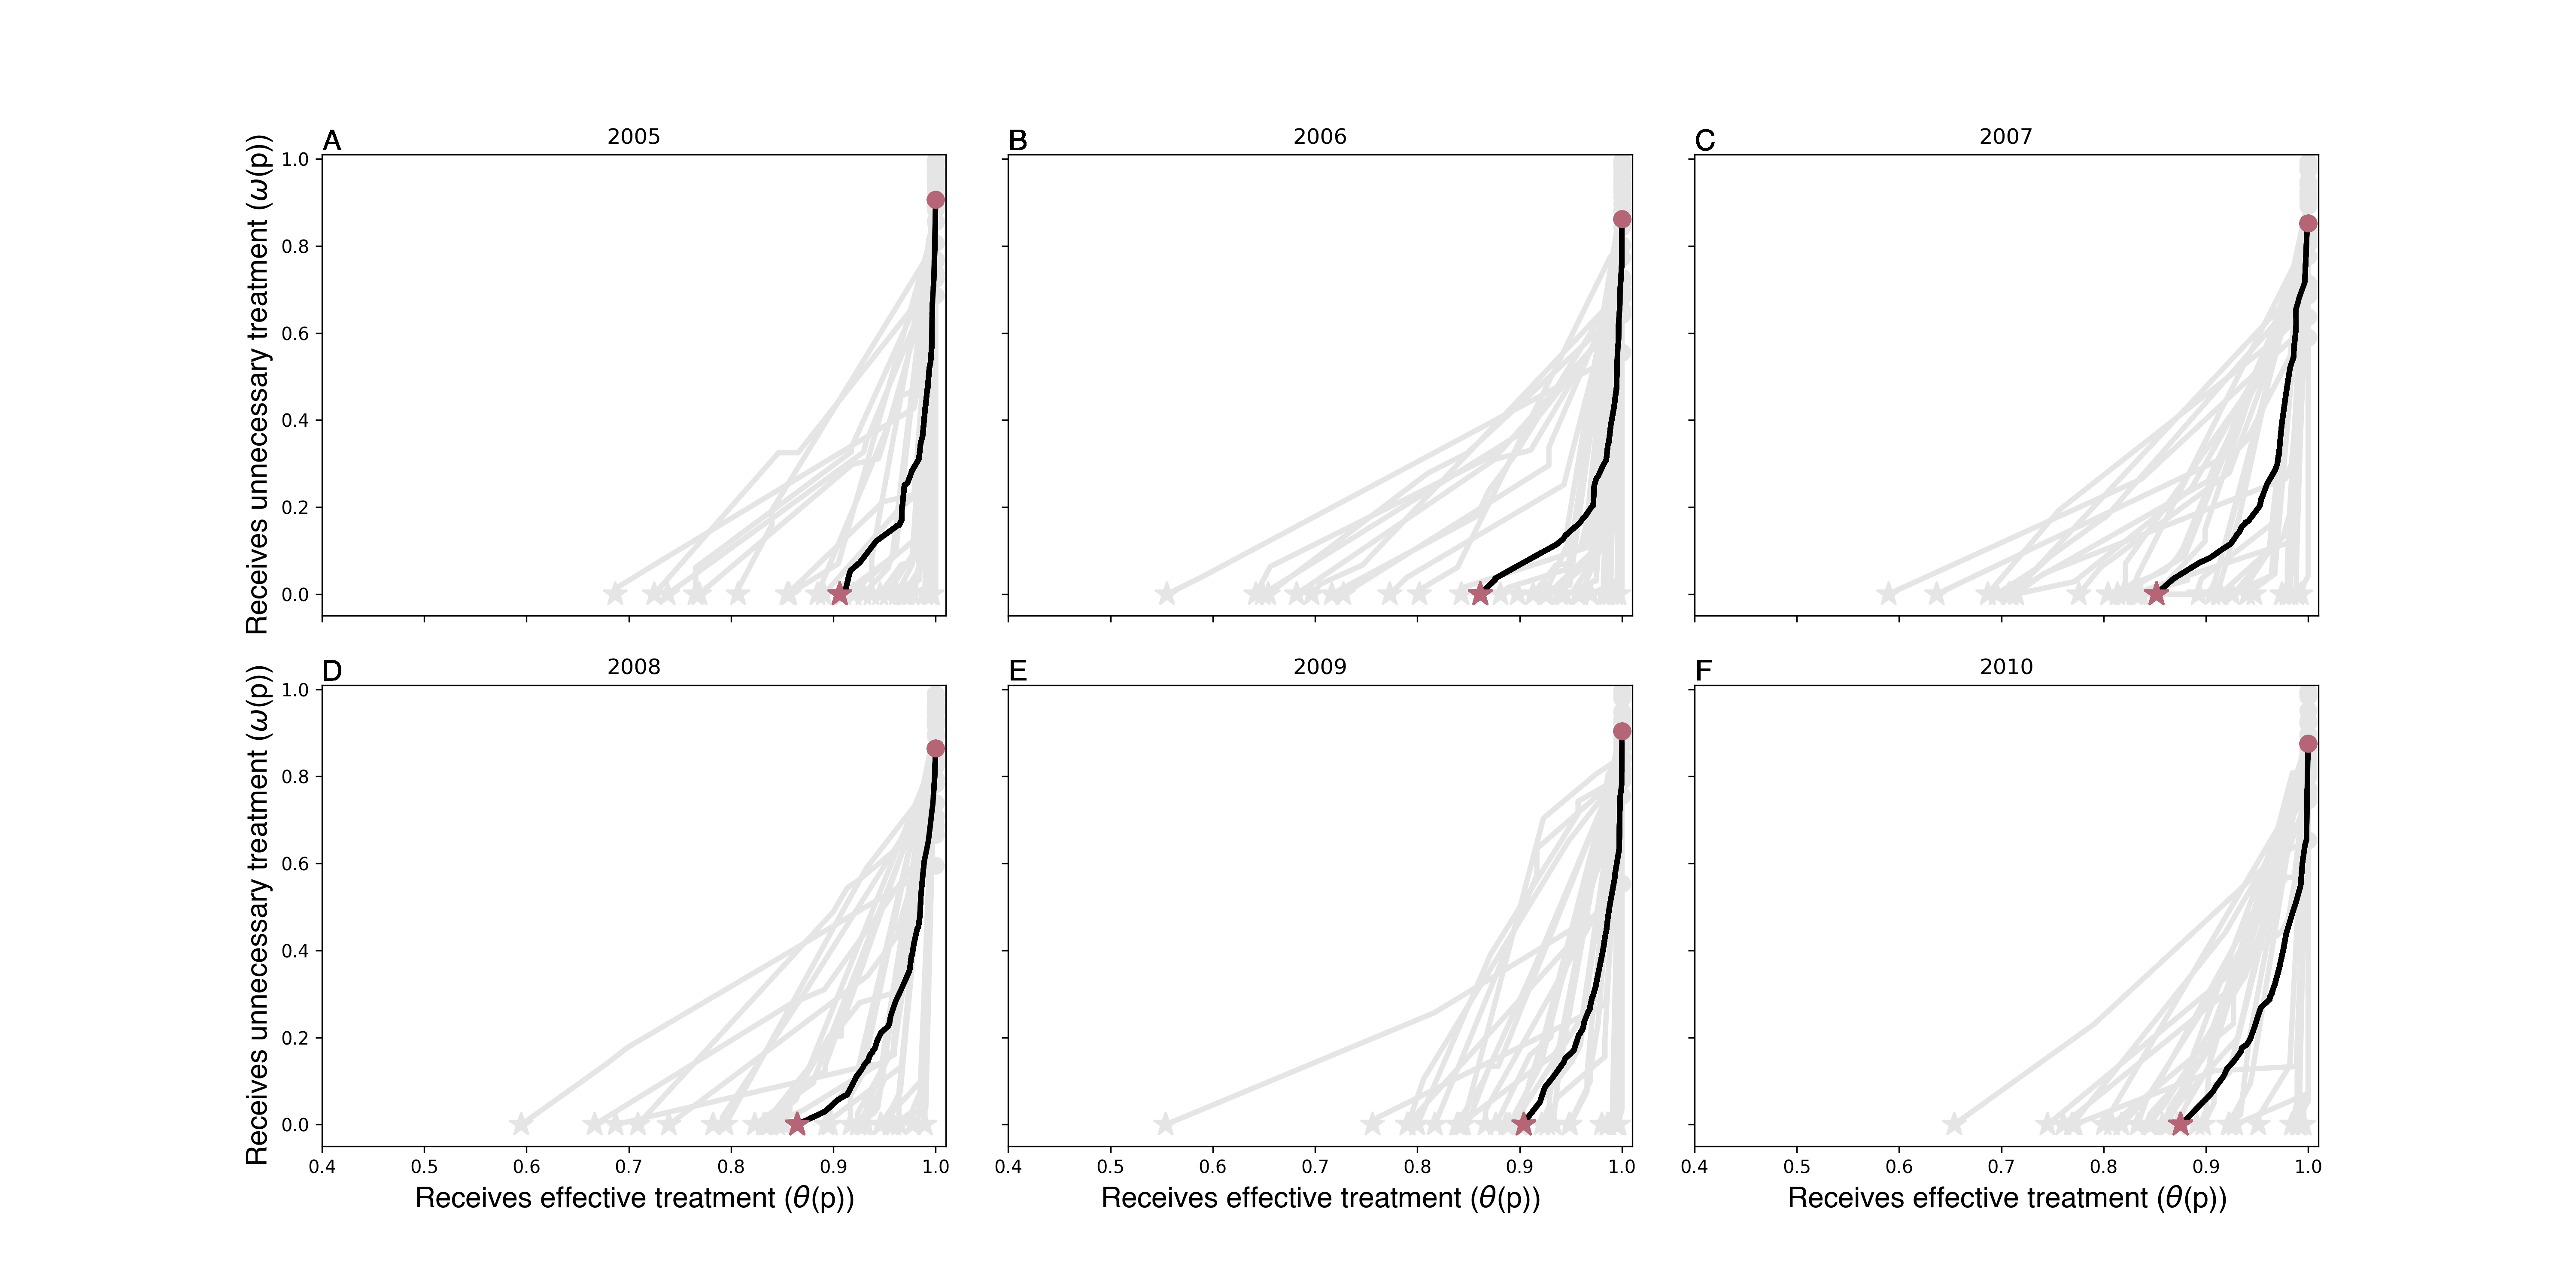 A 2005
B 2006
C 2007
Receives unnecessary treatment (ω(p))
1.0
0.8
0.6
0.4
0.2
0.0
D 2008
E 2009
F 2010
Receives unnecessary treatment (ω(p))
1.0
0.8
0.6
0.4
0.2
0.0
0.4 0.5 0.6 0.7 0.8 0.9 1.0
0.4 0.5 0.6 0.7 0.8 0.9 1.0
0.4 0.5 0.6 0.7 0.8 0.9 1.0
Receives effective treatment (θ(p))
Receives effective treatment (θ(p))
Receives effective treatment (θ(p))